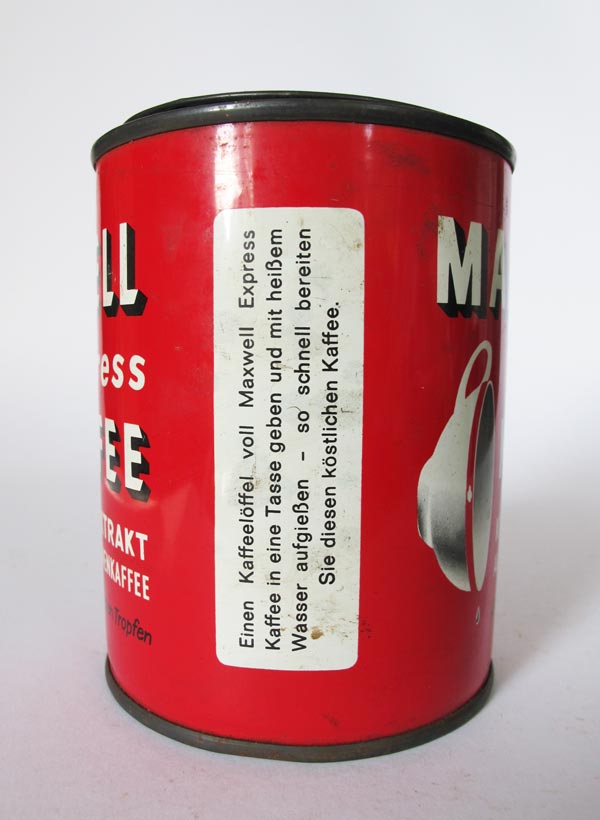 ELL
ess
FEE
TRAKT
ENKAFFEE
Tropfen
Einen Kaffeelöffel voll Maxwell Express
Kaffee in eine Tasse geben und mit heißem
Wasser aufgießen – so schnell bereiten
Sie diesen köstlichen Kaffee.
MA